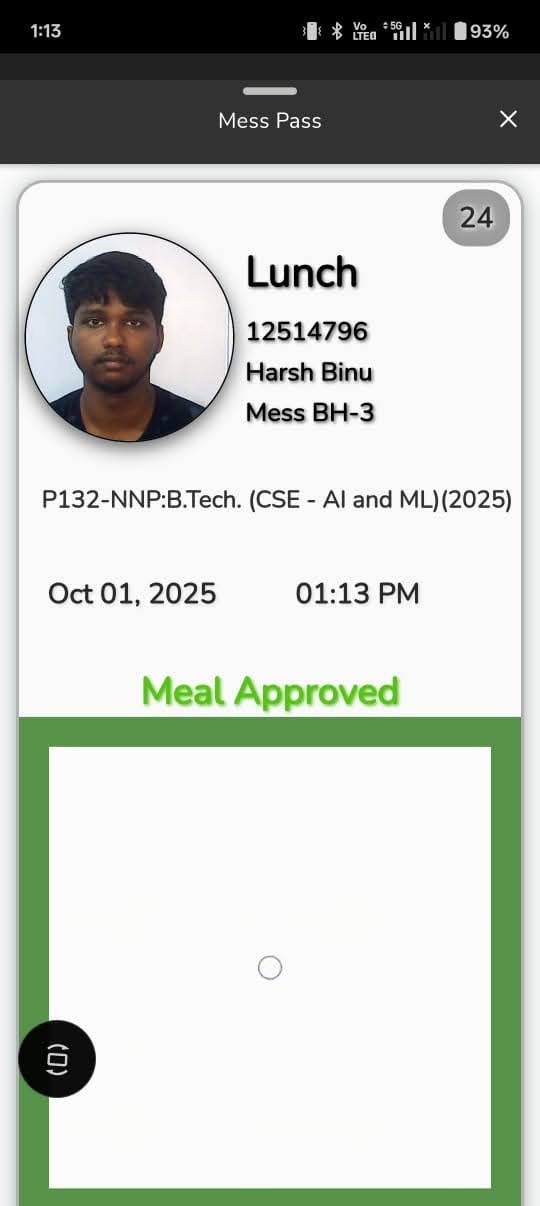 1:13
Vo LTE 5G 93%
Mess Pass
24
Lunch
12514796
Harsh Binu
Mess BH-3
P132-NNP:B.Tech. (CSE - AI and ML)(2025)
Oct 01, 2025 01:13 PM
Meal Approved